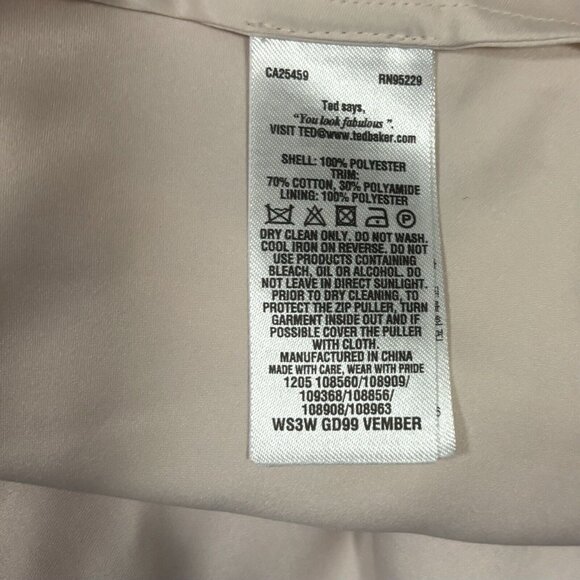 CA25459 RN95229
Ted says,
"You look fabulous".
VISIT TED@www.tedbaker.com
SHELL: 100% POLYESTER
TRIM:
70% COTTON, 30% POLYAMIDE
LINING: 100% POLYESTER
P
DRY CLEAN ONLY. DO NOT WASH.
COOL IRON ON REVERSE. DO NOT
USE PRODUCTS CONTAINING
BLEACH, OIL OR ALCOHOL. DO
NOT LEAVE IN DIRECT SUNLIGHT.
PRIOR TO DRY CLEANING, TO
PROTECT THE ZIP PULLER, TURN
GARMENT INSIDE OUT AND IF
POSSIBLE COVER THE PULLER
WITH CLOTH.
MANUFACTURED IN CHINA
MADE WITH CARE, WEAR WITH PRIDE
1205 108560/108909/
109368/108856/
108908/108963
WS3W GD99 VEMBER